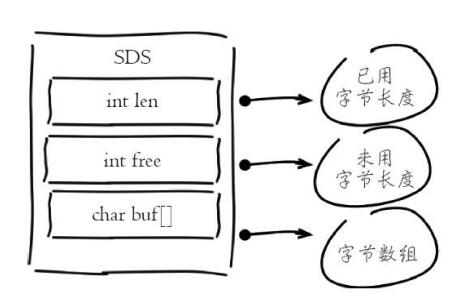 SDS
int len
已用
字节长度
int free
未用
字节长度
char buf[]
字节数组